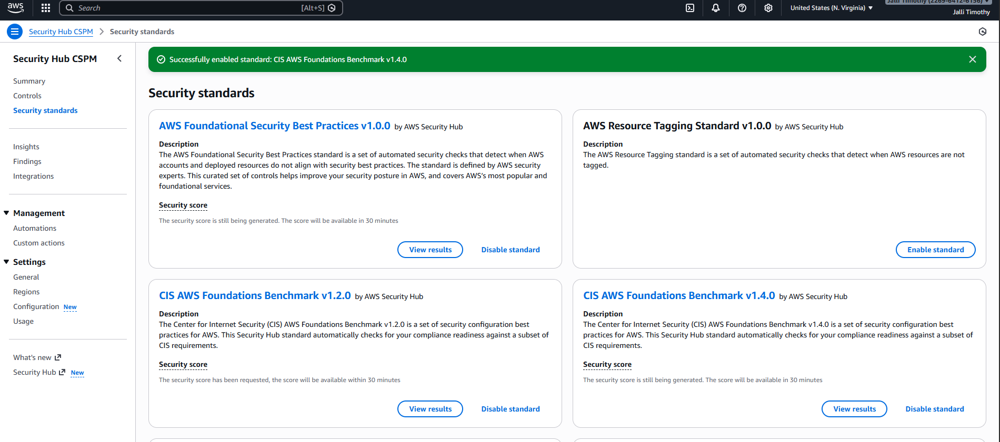 aws
Search
[Alt+S]
United States (N. Virginia)
Jalli Timothy (2269-6412-6156)
Jalli Timothy
Security Hub CSPM
Security standards
Security Hub CSPM
Summary
Controls
Security standards
Insights
Findings
Integrations
Management
Automations
Custom actions
Settings
General
Regions
Configuration New
Usage
What's new
Security Hub New
Successfully enabled standard: CIS AWS Foundations Benchmark v1.4.0
Security standards
AWS Foundational Security Best Practices v1.0.0 by AWS Security Hub
Description
The AWS Foundational Security Best Practices standard is a set of automated security checks that detect when AWS
accounts and deployed resources do not align with security best practices. The standard is defined by AWS security
experts. This curated set of controls helps improve your security posture in AWS, and covers AWS’s most popular and
foundational services.
Security score
The security score is still being generated. The score will be available in 30 minutes
View results
Disable standard
AWS Resource Tagging Standard v1.0.0 by AWS Security Hub
Description
The AWS Resource Tagging standard is a set of automated security checks that detect when AWS resources are not
tagged.
Enable standard
CIS AWS Foundations Benchmark v1.2.0 by AWS Security Hub
Description
The Center for Internet Security (CIS) AWS Foundations Benchmark v1.2.0 is a set of security configuration best
practices for AWS. This Security Hub standard automatically checks for your compliance readiness against a subset of
CIS requirements.
Security score
The security score has been requested, the score will be available within 30 minutes
View results
Disable standard
CIS AWS Foundations Benchmark v1.4.0 by AWS Security Hub
Description
The Center for Internet Security (CIS) AWS Foundations Benchmark v1.4.0 is a set of security configuration best
practices for AWS. This Security Hub standard automatically checks for your compliance readiness against a subset of
CIS requirements.
Security score
The security score is still being generated. The score will be available in 30 minutes
View results
Disable standard